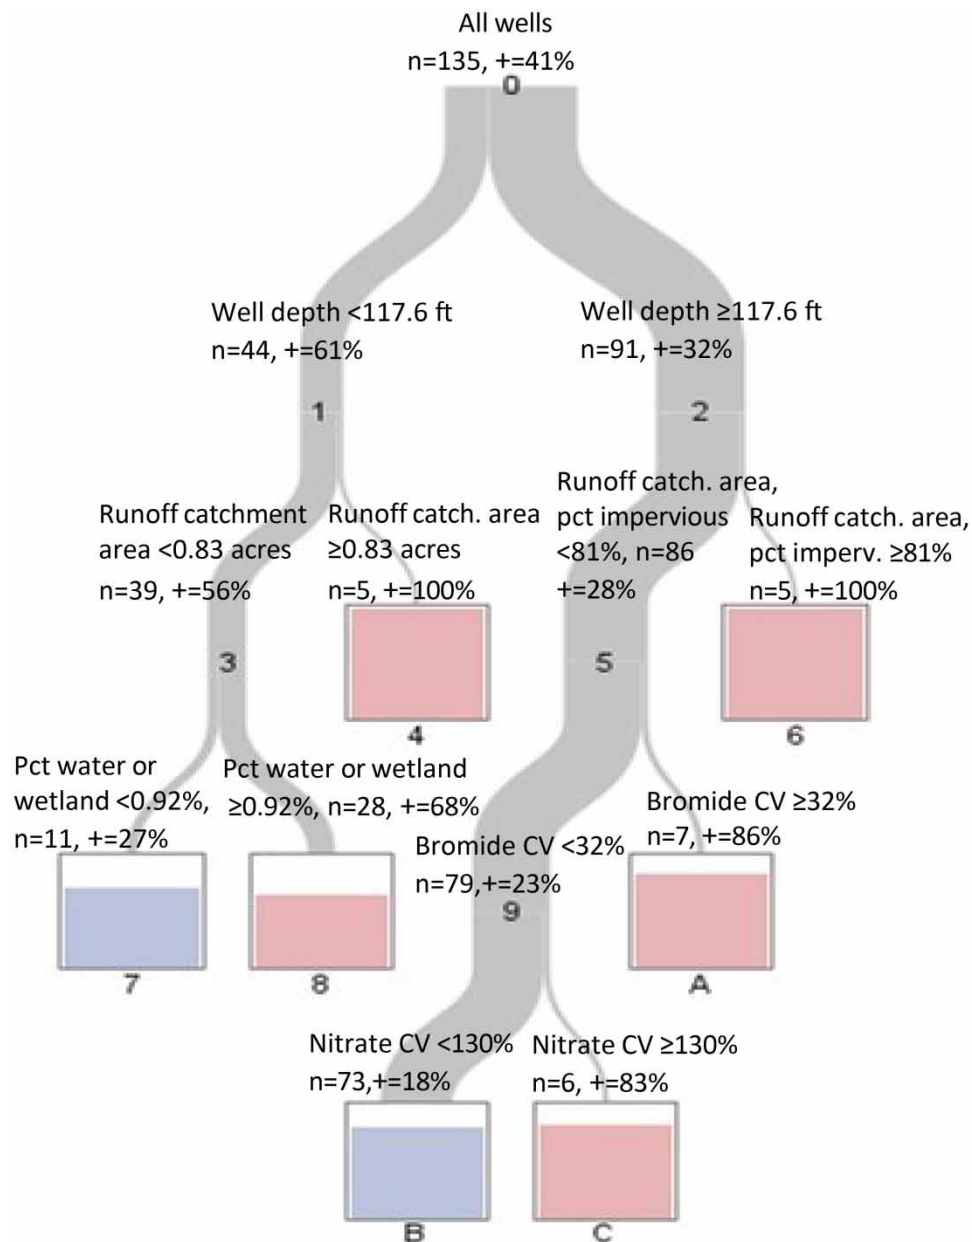 All wells
n=135, +=41%
0
Well depth <117.6 ft
n=44, +=61%
Well depth ≥117.6 ft
n=91, +=32%
1
2
Runoff catchment
area <0.83 acres
n=39, +=56%
Runoff catch. area
≥0.83 acres
n=5, +=100%
Runoff catch. area,
pct impervious
<81%, n=86
+=28%
Runoff catch. area,
pct imperv. ≥81%
n=5, +=100%
3
4
5
6
Pct water or
wetland <0.92%,
n=11, +=27%
Pct water or wetland
≥0.92%, n=28, +=68%
Bromide CV <32%
n=79,+=23%
Bromide CV ≥32%
n=7, +=86%
7
8
9
A
Nitrate CV <130%
n=73,+=18%
Nitrate CV ≥130%
n=6, +=83%
B
C